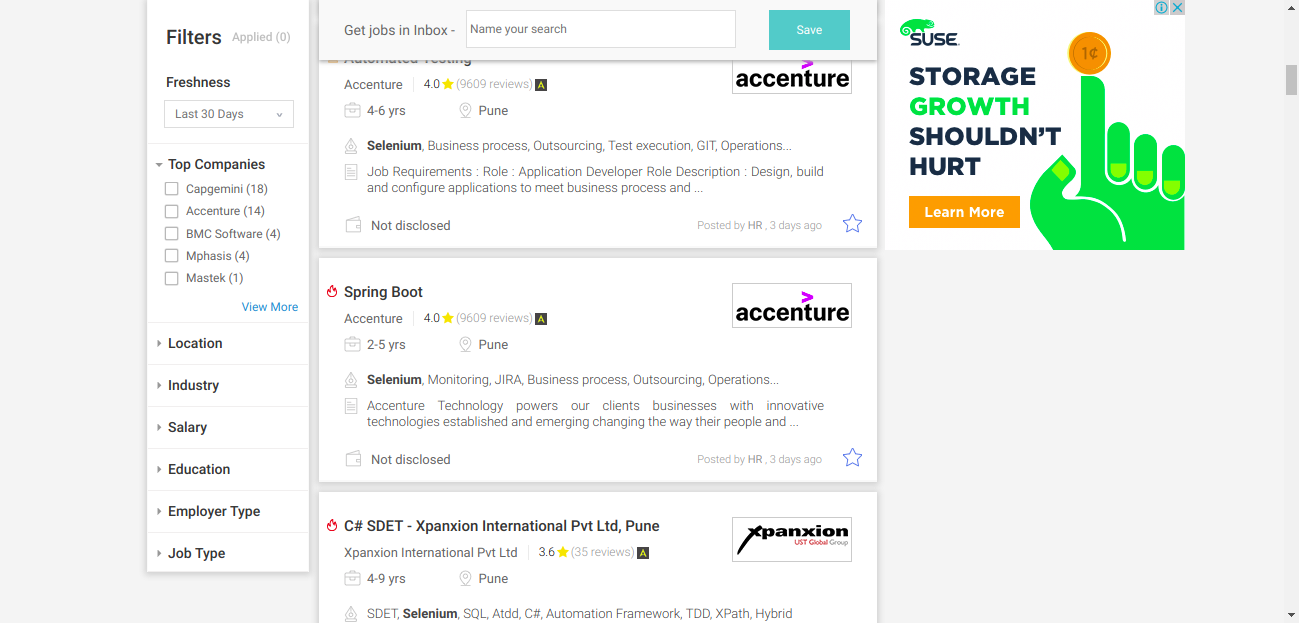 Filters Applied (0)
Freshness
Last 30 Days
Top Companies
Capgemini (18)
Accenture (14)
BMC Software (4)
Mphasis (4)
Mastek (1)
View More
Location
Industry
Salary
Education
Employer Type
Job Type
Get jobs in Inbox - Name your search Save
Automated Testing
Accenture 4.0 (9609 reviews) A
accenture
4-6 yrs Pune
Selenium, Business process, Outsourcing, Test execution, GIT, Operations...
Job Requirements : Role : Application Developer Role Description : Design, build
and configure applications to meet business process and ...
Not disclosed Posted by HR , 3 days ago
Spring Boot
Accenture 4.0 (9609 reviews) A
accenture
2-5 yrs Pune
Selenium, Monitoring, JIRA, Business process, Outsourcing, Operations...
Accenture Technology powers our clients businesses with innovative
technologies established and emerging changing the way their people and ...
Not disclosed Posted by HR , 3 days ago
C# SDET - Xpanxion International Pvt Ltd, Pune
Xpanxion International Pvt Ltd 3.6 (35 reviews) A
xpanxion
UST Global Group
4-9 yrs Pune
SDET, Selenium, SQL, Atdd, C#, Automation Framework, TDD, XPath, Hybrid
SUSE
STORAGE
GROWTH
SHOULDN'T
HURT
Learn More
1¢